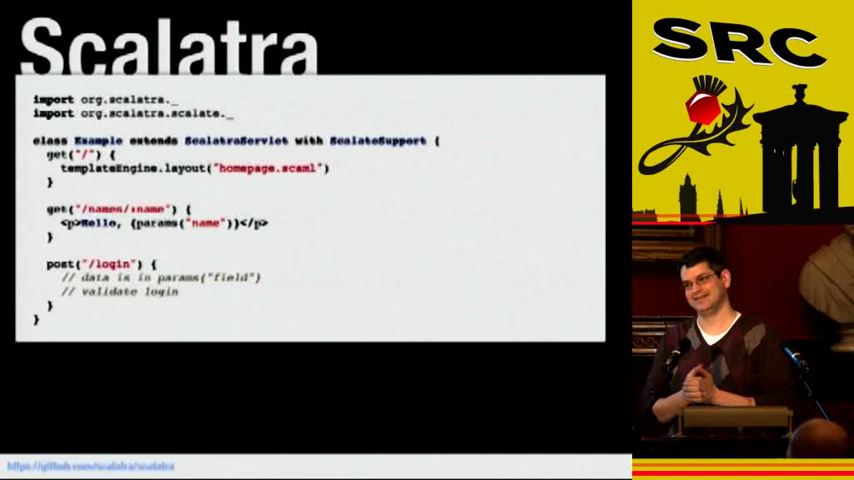 Scalatra
import org.scalatra._
import org.scalatra.scalate._
class Example extends ScalatraServlet with ScalateSupport {
get("/") {
templateEngine.layout("homepage.scaml")
}
get("/names/:name") {
<p>Hello, {params("name")}</p>
}
post("/login") {
// data is in params("field")
// validate login
}
}
https://github.com/scalatra/scalatra
SRC